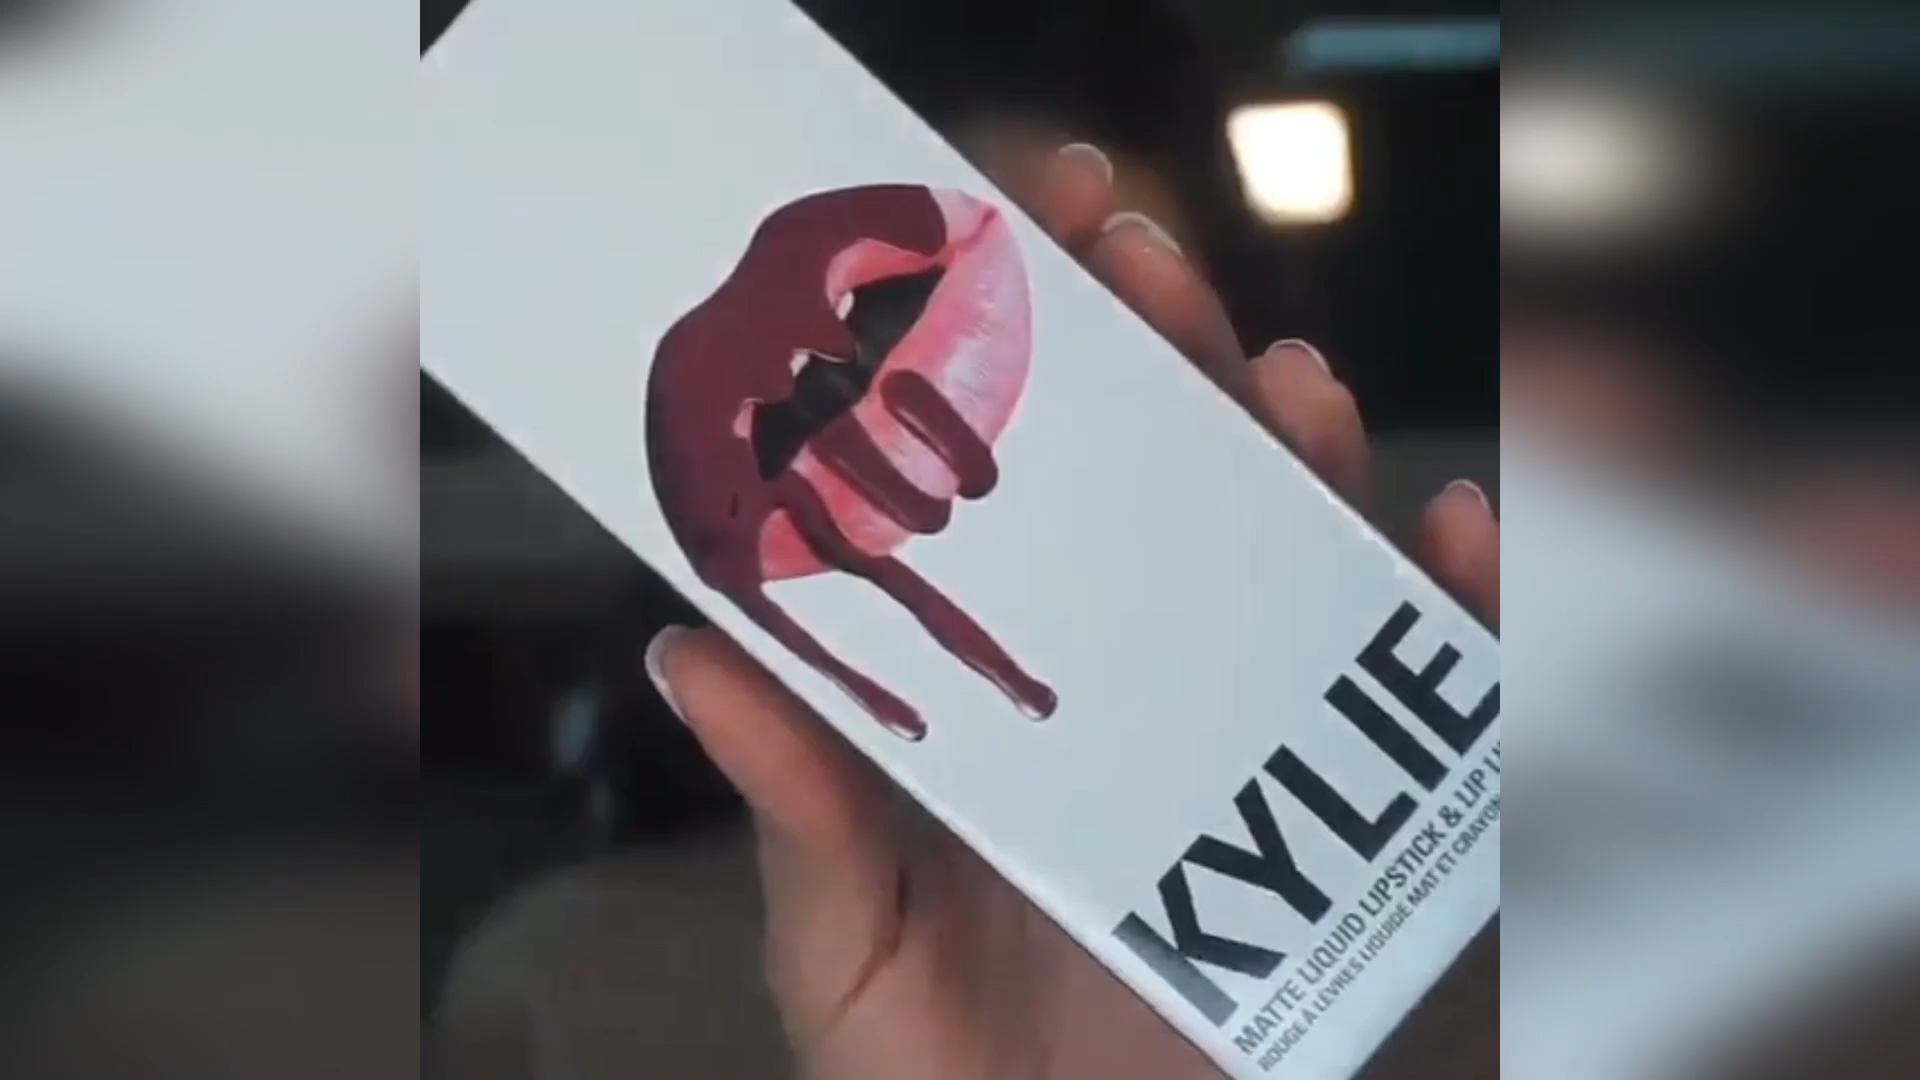 KYLIE
MATTE LIQUID LIPSTICK & LIP
ROUGE À LÈVRES LIQUIDE MAT ET CRAYON